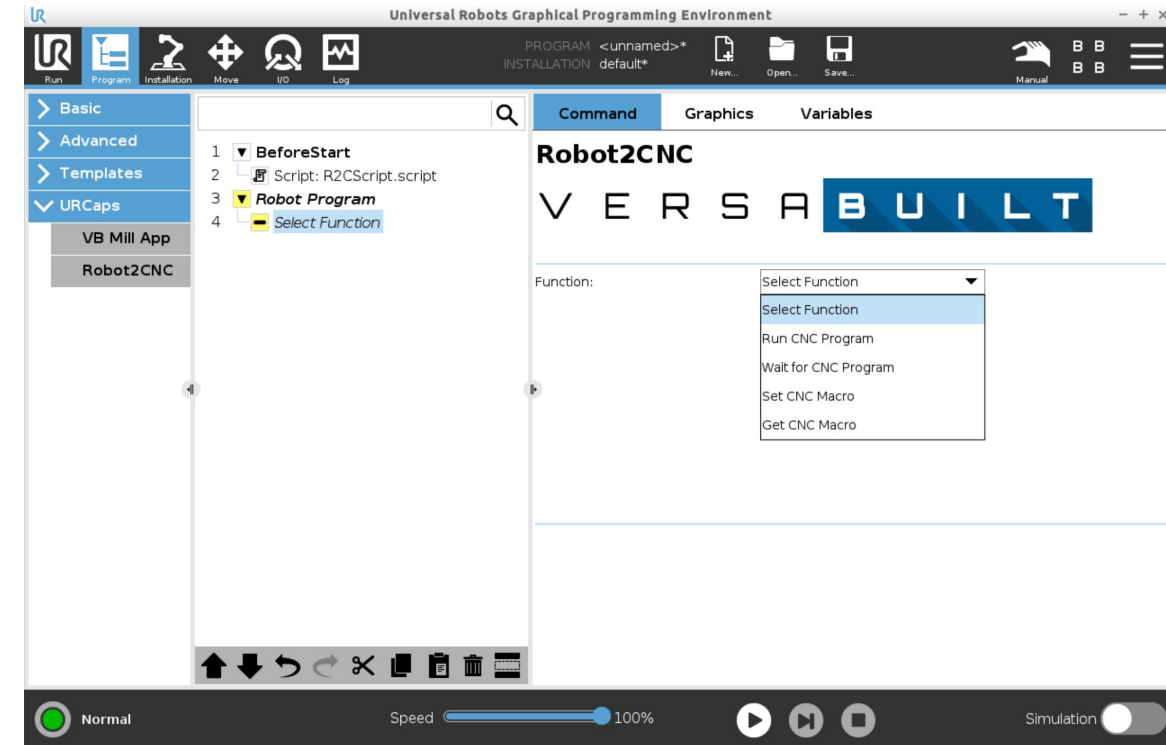 UR Universal Robots Graphical Programming Environment
UR
PROGRAM <unnamed>*
INSTALLATION default*
Run Program Installation Move I/O Log New... Open... Save... Manual
B B
B B
Basic
Advanced
Templates
URCaps
VB Mill App
Robot2CNC
1 BeforeStart
2 Script: R2CScript.script
3 Robot Program
4 Select Function
Command Graphics Variables
Robot2CNC
VERSABUILT
Function: Select Function
Select Function
Run CNC Program
Wait for CNC Program
Set CNC Macro
Get CNC Macro
Normal Speed 100% Simulation